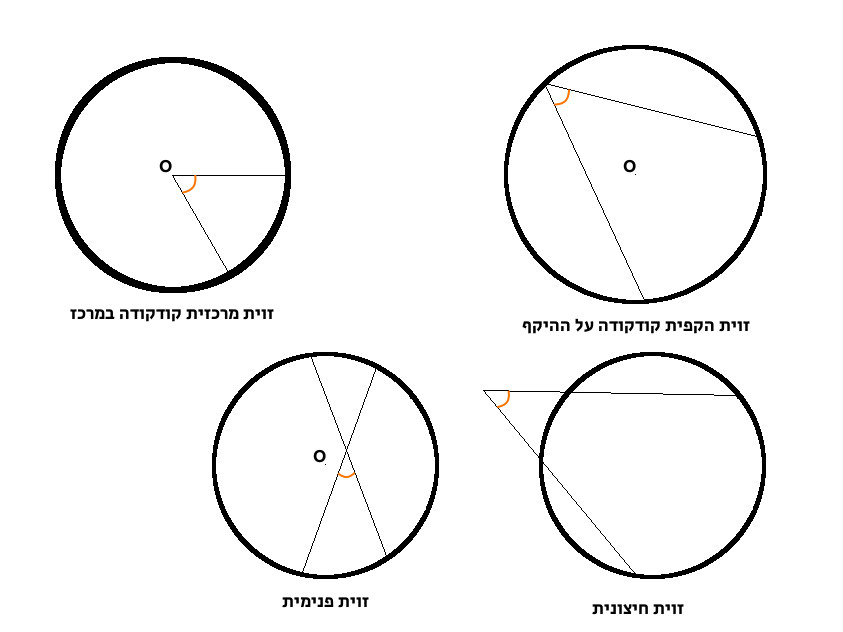 O
זוית מרכזית קודקודה במרכז
O
זוית הקפית קודקודה על ההיקף
O
זוית פנימית
זוית חיצונית